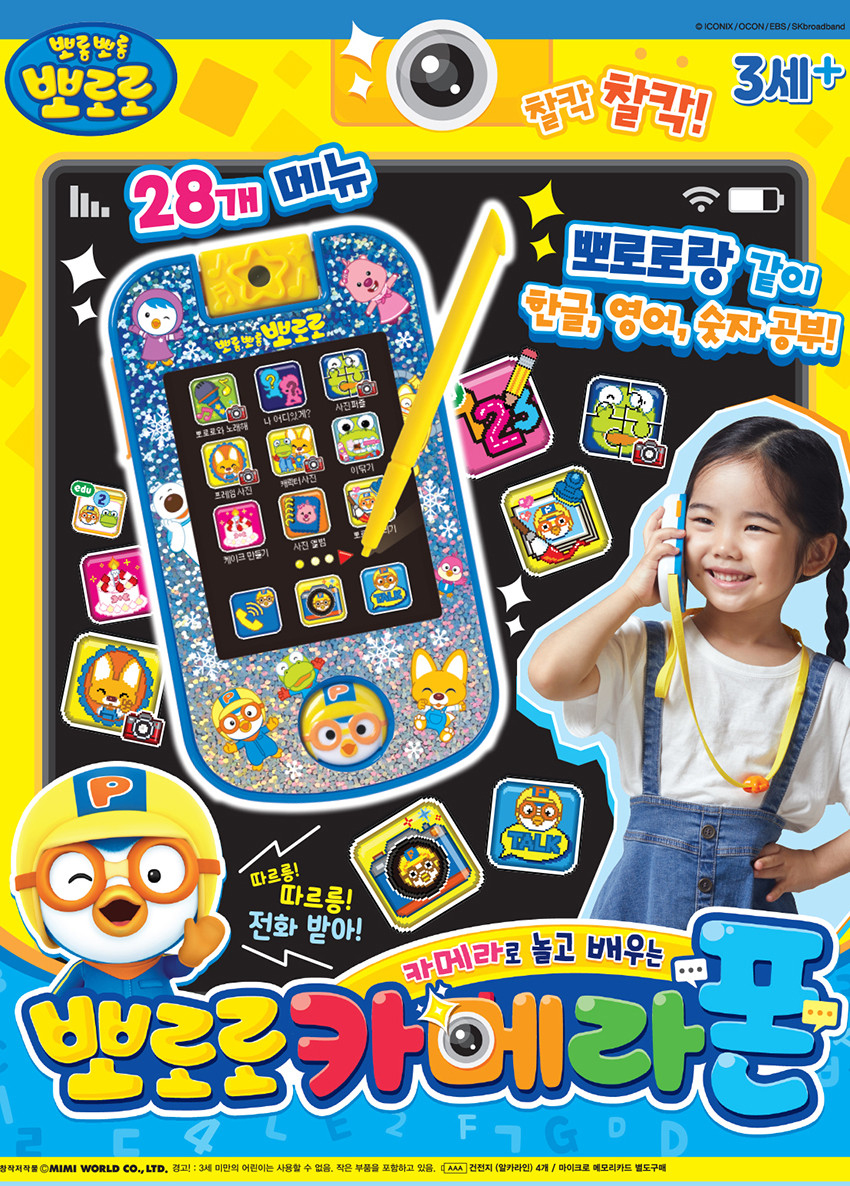 © ICONIX / OCON / EBS / SKbroadband
뽀롱뽀롱
뽀로로
찰칵 찰칵!
3세+
28개 메뉴
뽀로로랑 같이
한글, 영어, 숫자 공부!
뽀롱뽀롱 뽀로로
뽀로로와 노래해
나 어디있게?
사진퍼즐
프레임 사진
캐릭터사진
이닦기
케이크 만들기
사진 앨범
TALK
123
edu 2
P
P
TALK
따르릉!
따르릉!
전화 받아!
카메라로 놀고 배우는
뽀로로카메라폰
창작저작물 ©MIMI WORLD CO., LTD. 경고! : 3세 미만의 어린이는 사용할 수 없음. 작은 부품을 포함하고 있음. AAA 건전지 (알카라인) 4개 / 마이크로 메모리카드 별도구매